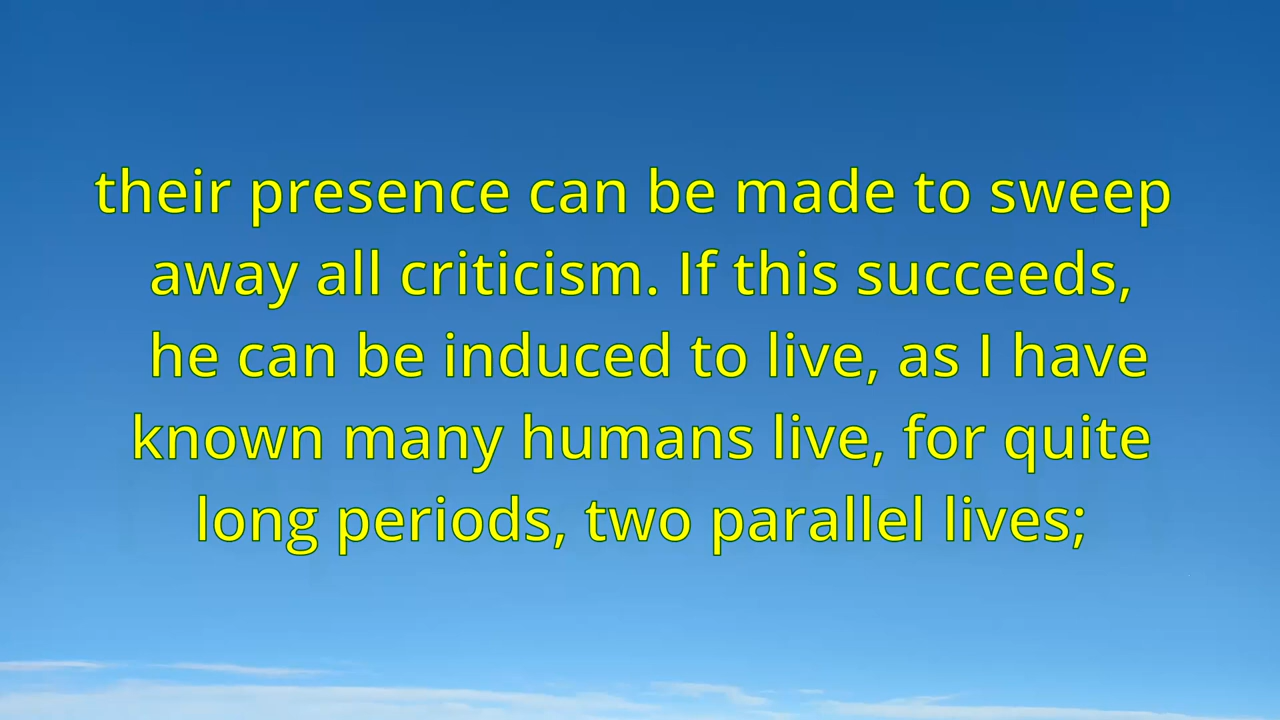 their presence can be made to sweep
away all criticism. If this succeeds,
he can be induced to live, as I have
known many humans live, for quite
long periods, two parallel lives;